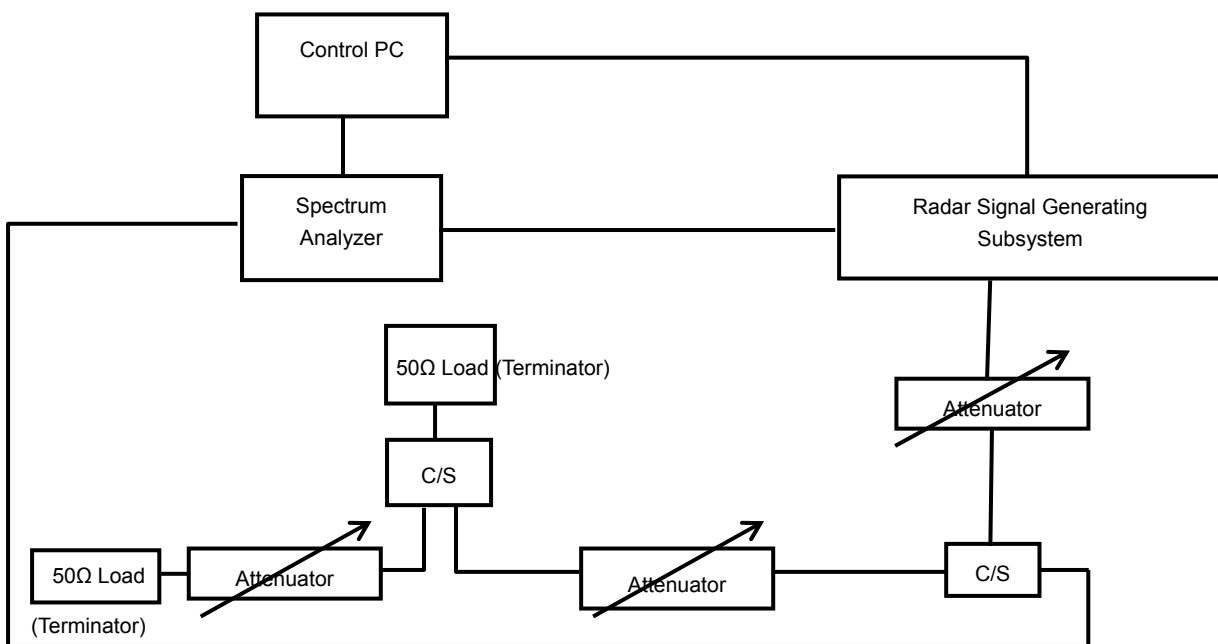 Control PC
Spectrum
Analyzer
Radar Signal Generating
Subsystem
50Ω Load (Terminator)
Attenuator
C/S
50Ω Load
(Terminator)
Attenuator
Attenuator
C/S